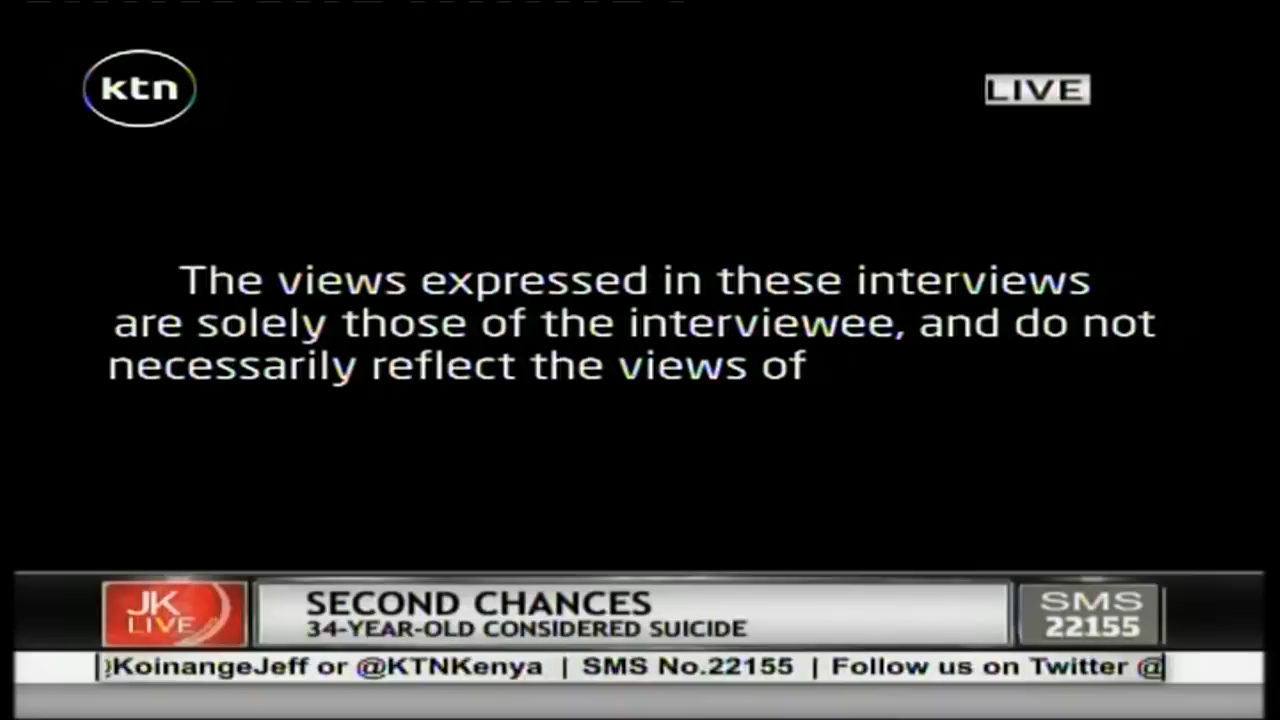 ktn
LIVE
The views expressed in these interviews
are solely those of the interviewee, and do not
necessarily reflect the views of
JK
LIVE
SECOND CHANCES
34-YEAR-OLD CONSIDERED SUICIDE
SMS
22155
KoinangeJeff or @KTNKenya | SMS No.22155 | Follow us on Twitter @